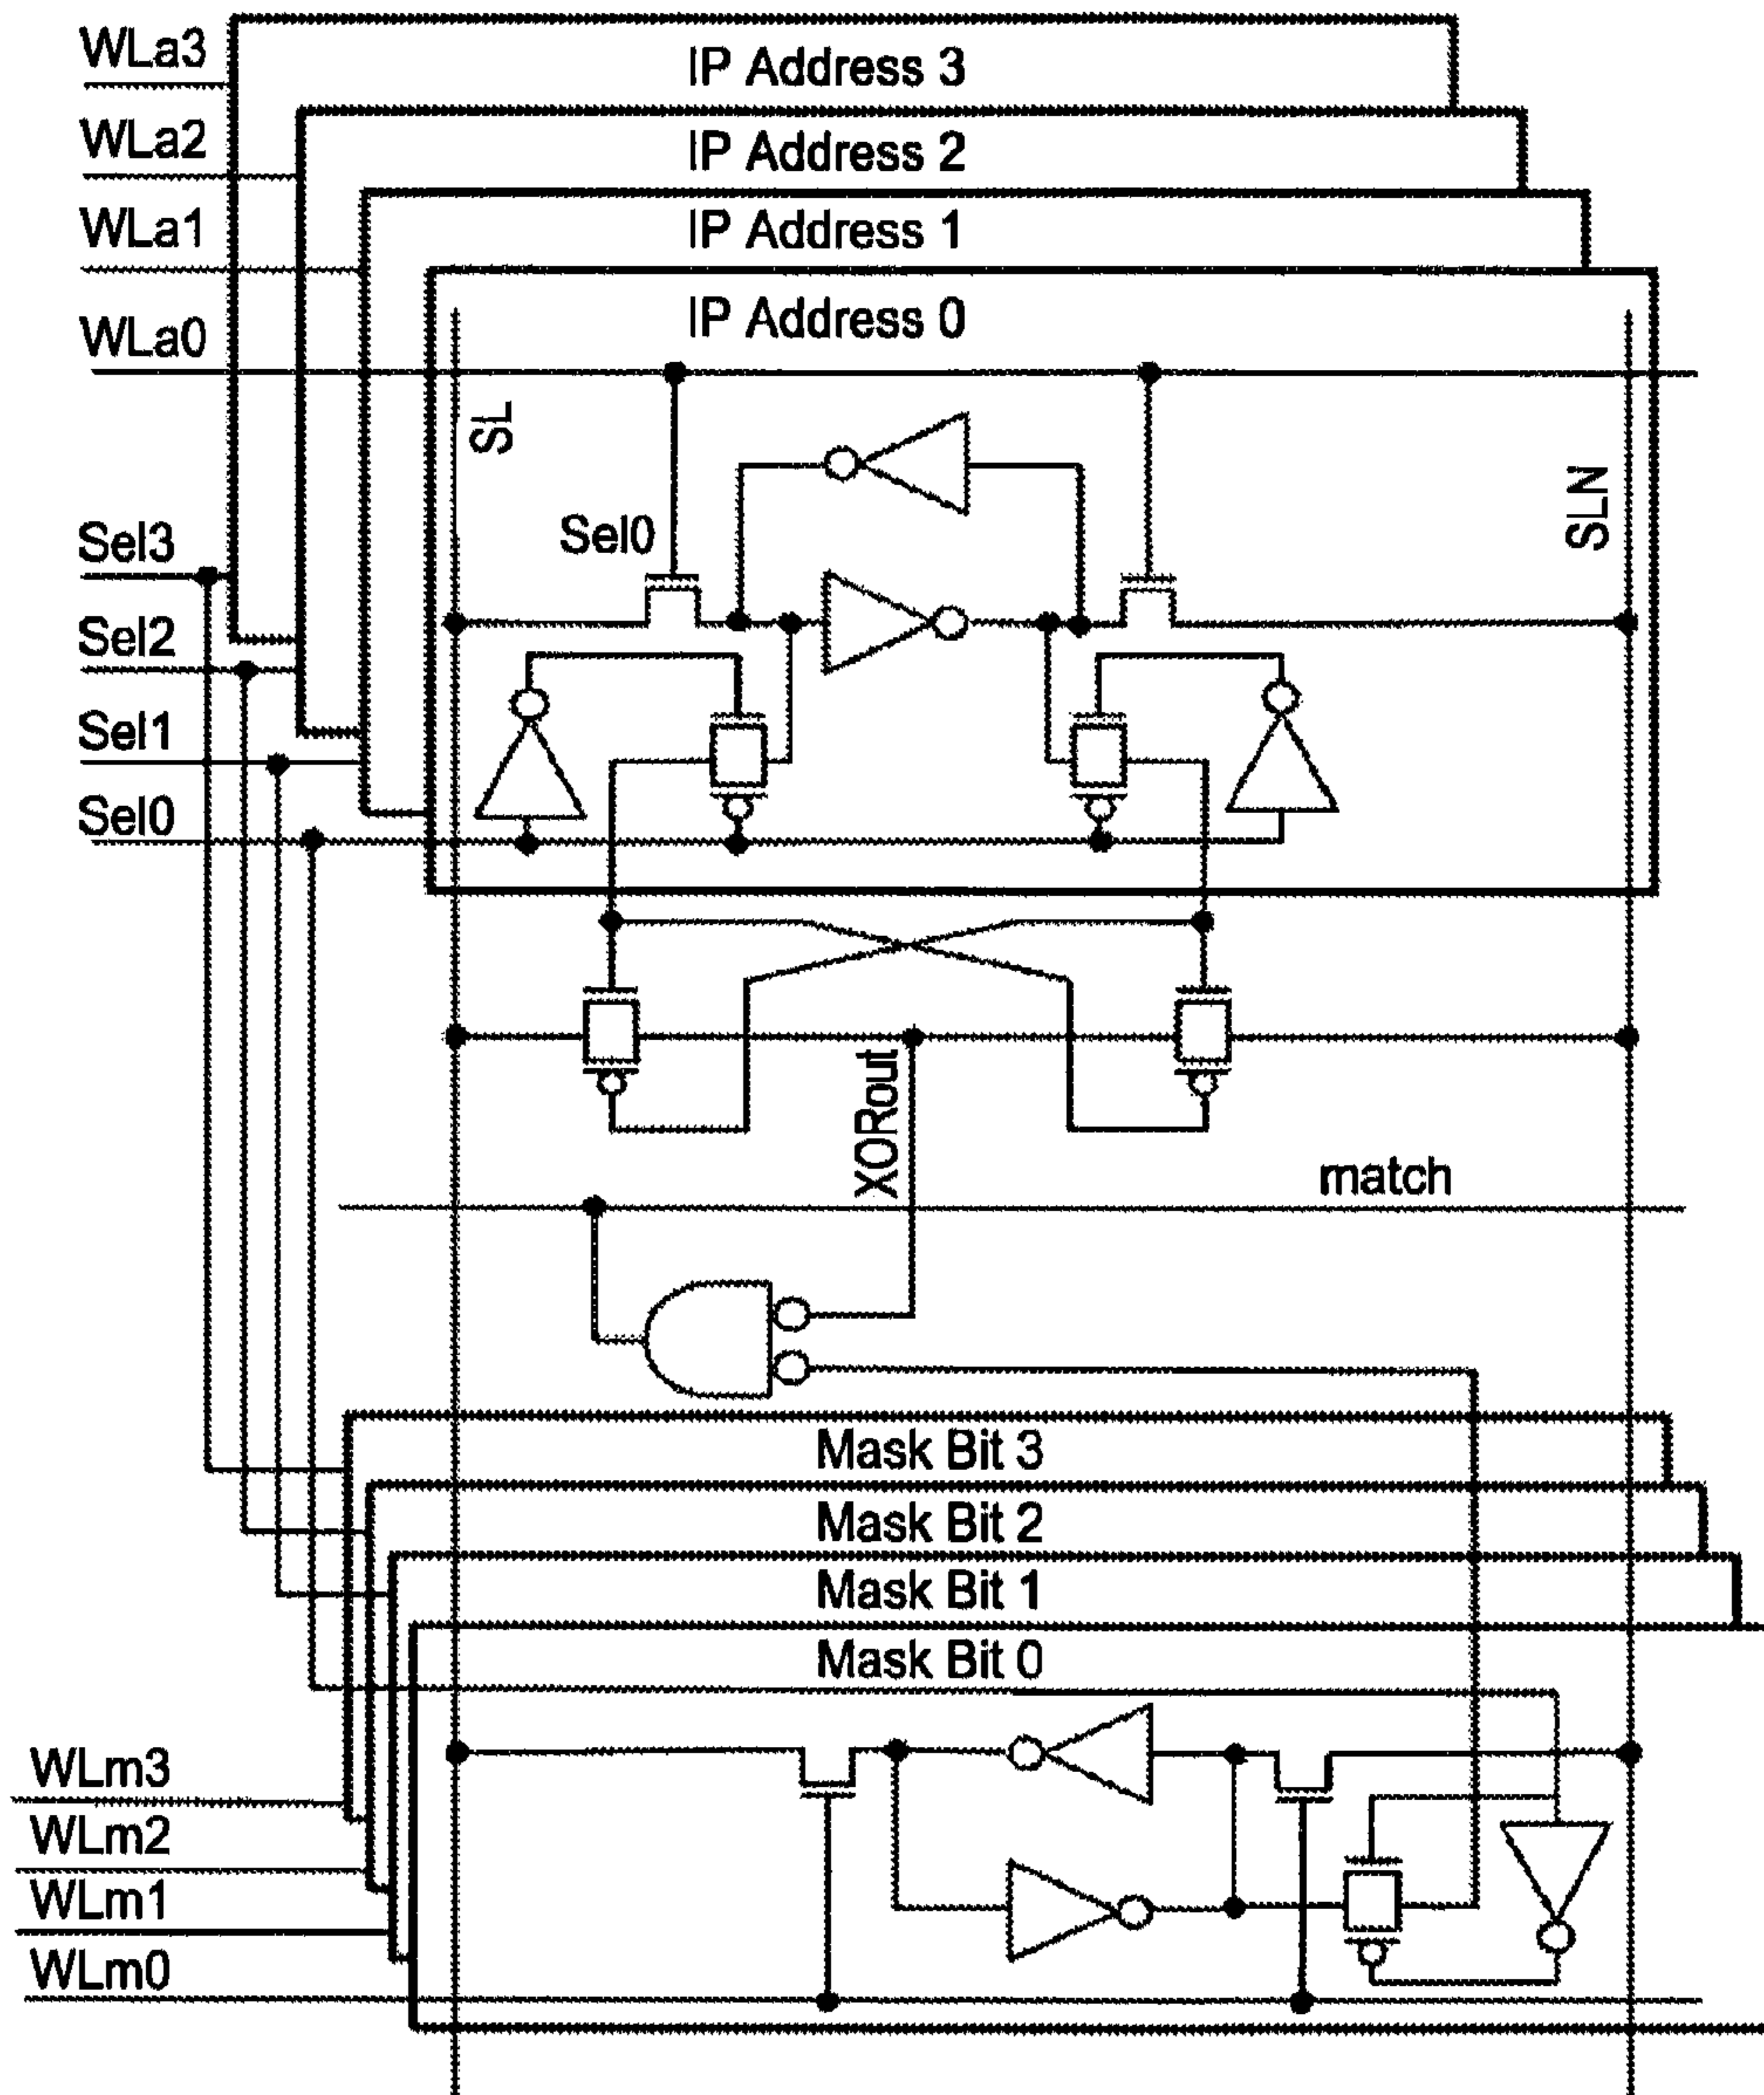 WLa3
IP Address 3
WLa2
IP Address 2
WLa1
IP Address 1
WLa0
IP Address 0
SL
SLN
Sel0
Sel3
Sel2
Sel1
Sel0
XORout
match
Mask Bit 3
Mask Bit 2
Mask Bit 1
Mask Bit 0
WLm3
WLm2
WLm1
WLm0